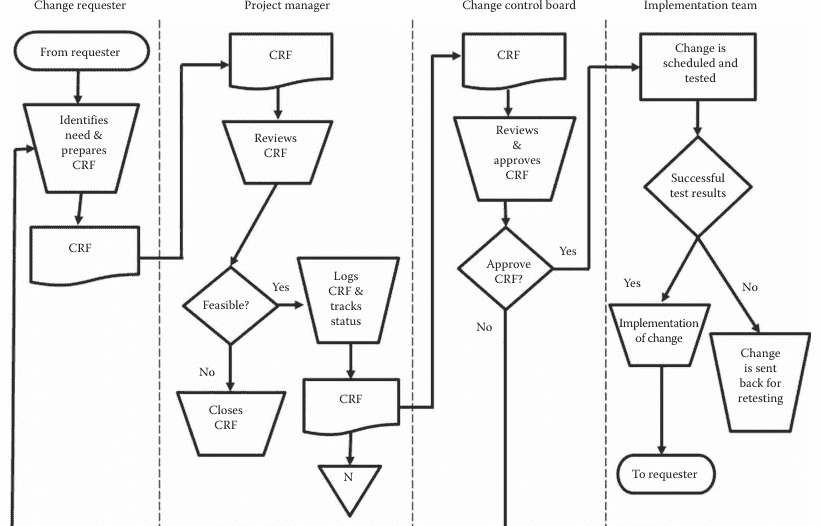 Change requester
Project manager
Change control board
Implementation team
From requester
Identifies
need &
prepares
CRF
CRF
CRF
Reviews
CRF
Feasible?
Yes
No
Logs
CRF &
tracks
status
Closes
CRF
CRF
N
CRF
Reviews
&
approves
CRF
Approve
CRF?
Yes
No
Change is
scheduled and
tested
Successful
test results
Yes
No
Implementation
of change
Change
is sent
back for
retesting
To requester